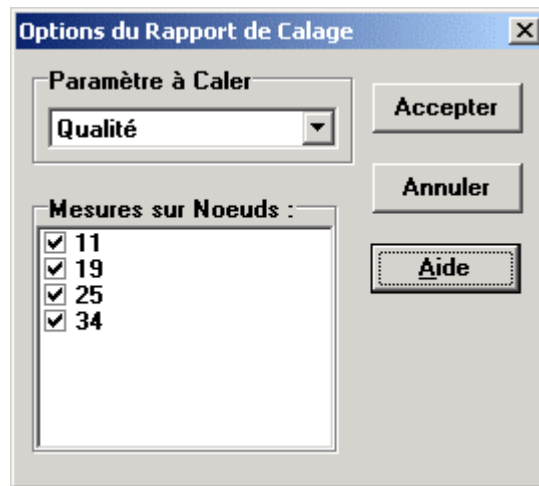 Options du Rapport de Calage
Paramètre à Caler
Qualité
Accepter
Annuler
Aide
Mesures sur Noeuds :
11
19
25
34